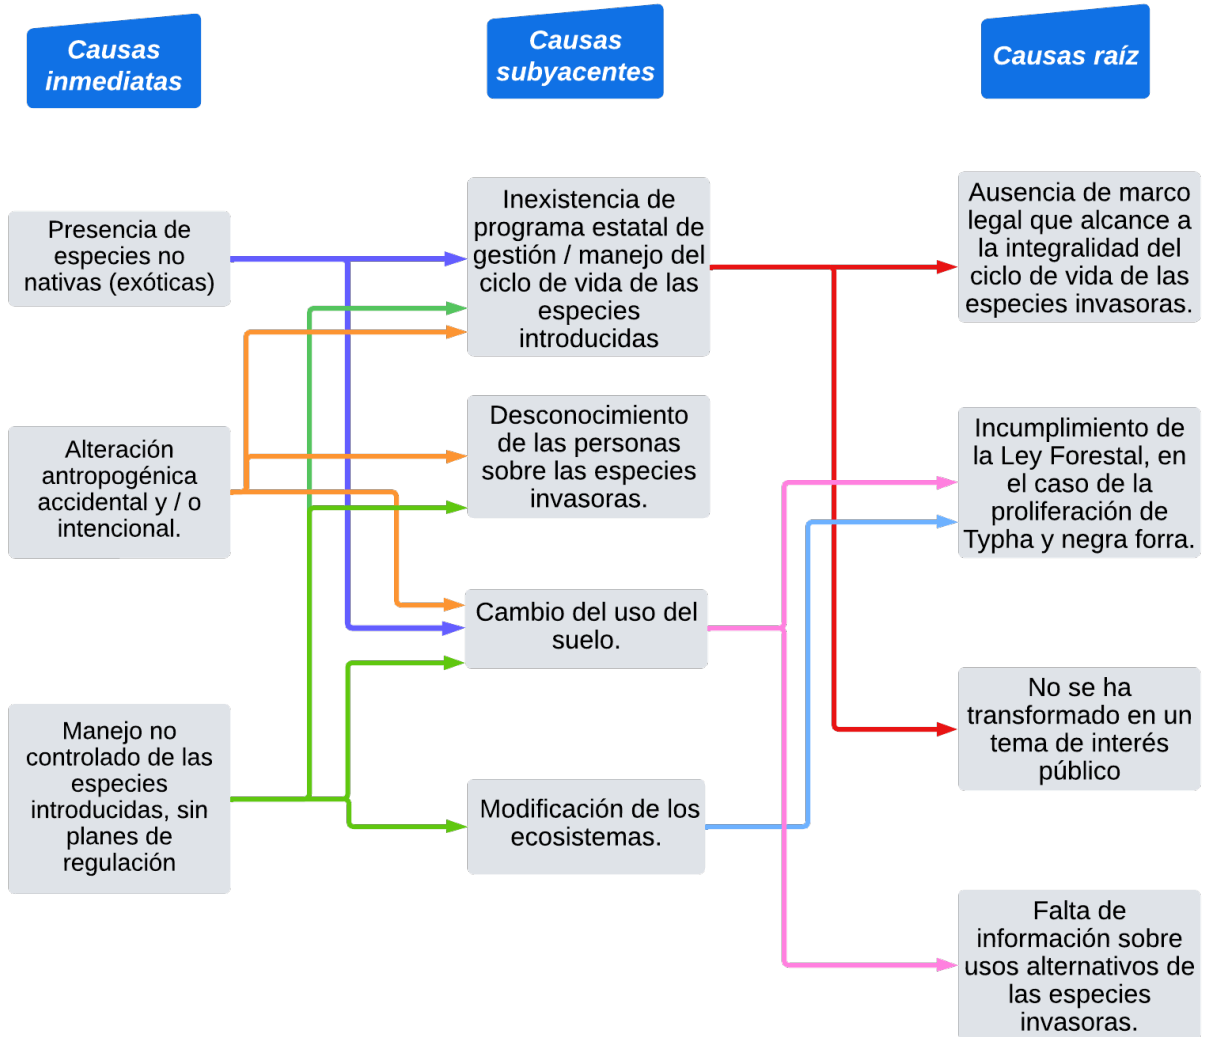 Causas
inmediatas
Causas
subyacentes
Causas raíz
Presencia de
especies no
nativas (exóticas)
Alteración
antropogénica
accidental y / o
intencional.
Manejo no
controlado de las
especies
introducidas, sin
planes de
regulación
Inexistencia de
programa estatal de
gestión / manejo del
ciclo de vida de las
especies
introducidas
Desconocimiento
de las personas
sobre las especies
invasoras.
Cambio del uso del
suelo.
Modificación de los
ecosistemas.
Ausencia de marco
legal que alcance a
la integralidad del
ciclo de vida de las
especies invasoras.
Incumplimiento de
la Ley Forestal, en
el caso de la
proliferación de
Typha y negra forra.
No se ha
transformado en un
tema de interés
público
Falta de
información sobre
usos alternativos de
las especies
invasoras.